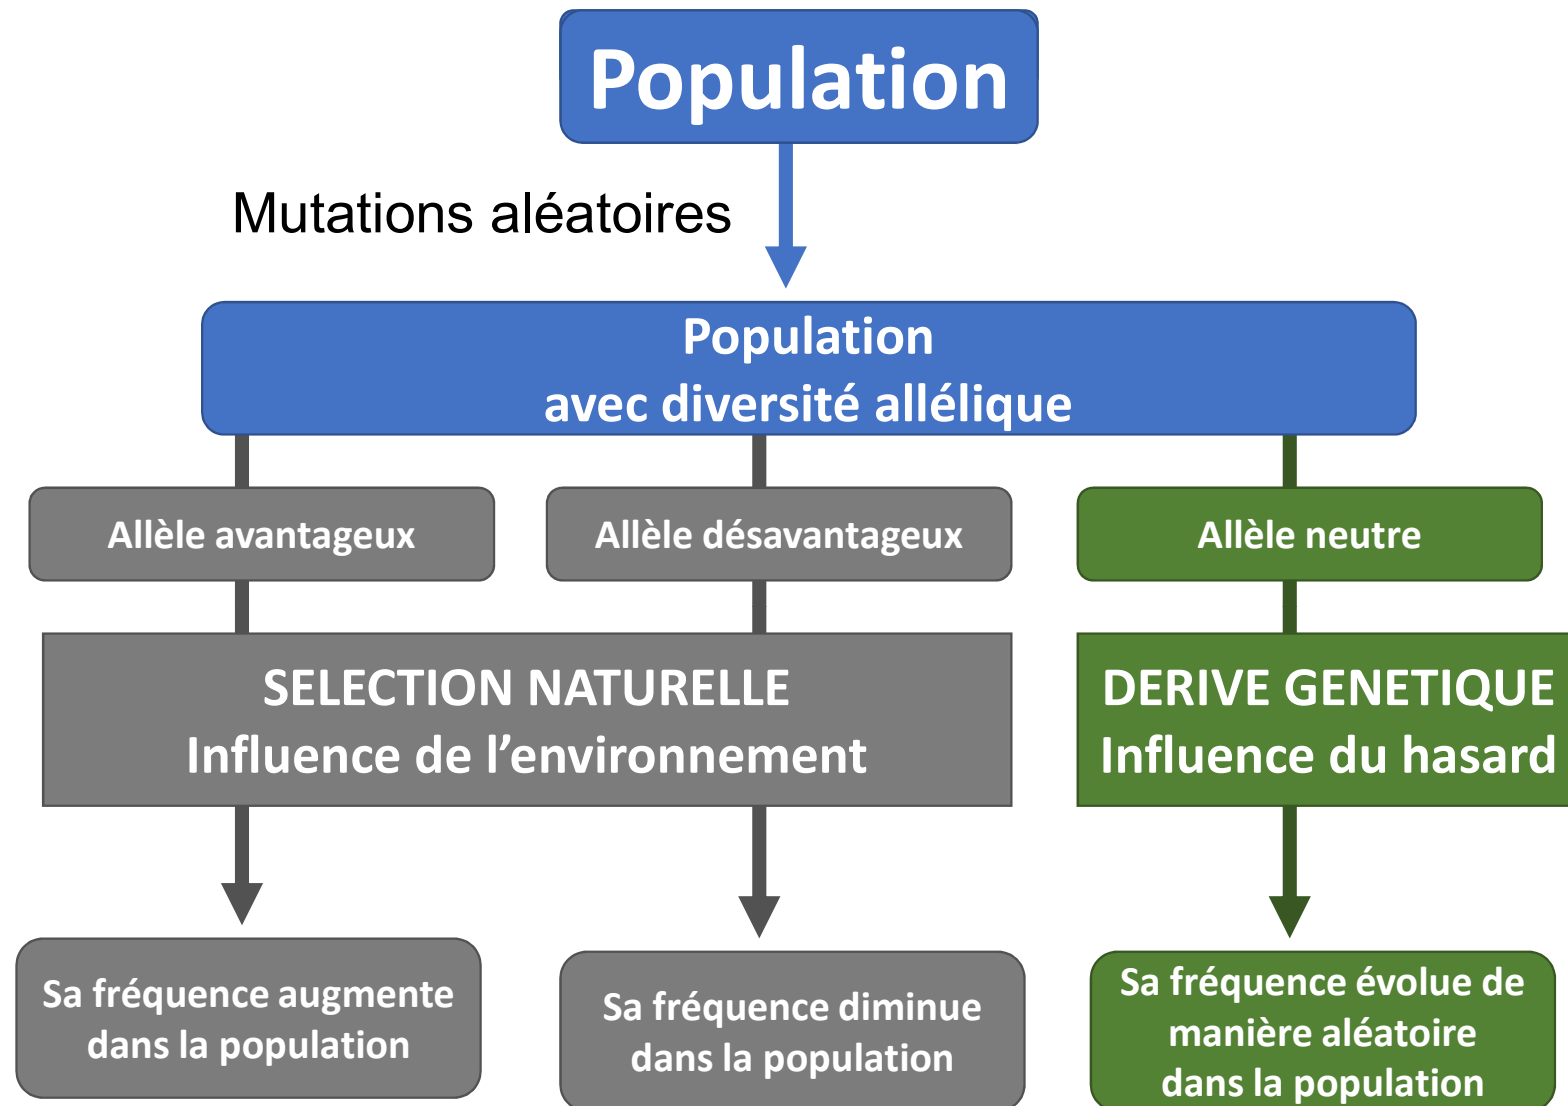 Population
Mutations aléatoires
Population
avec diversité allélique
Allèle avantageux
Allèle désavantageux
Allèle neutre
SELECTION NATURELLE
Influence de l’environnement
DERIVE GENETIQUE
Influence du hasard
Sa fréquence augmente
dans la population
Sa fréquence diminue
dans la population
Sa fréquence évolue de
manière aléatoire
dans la population